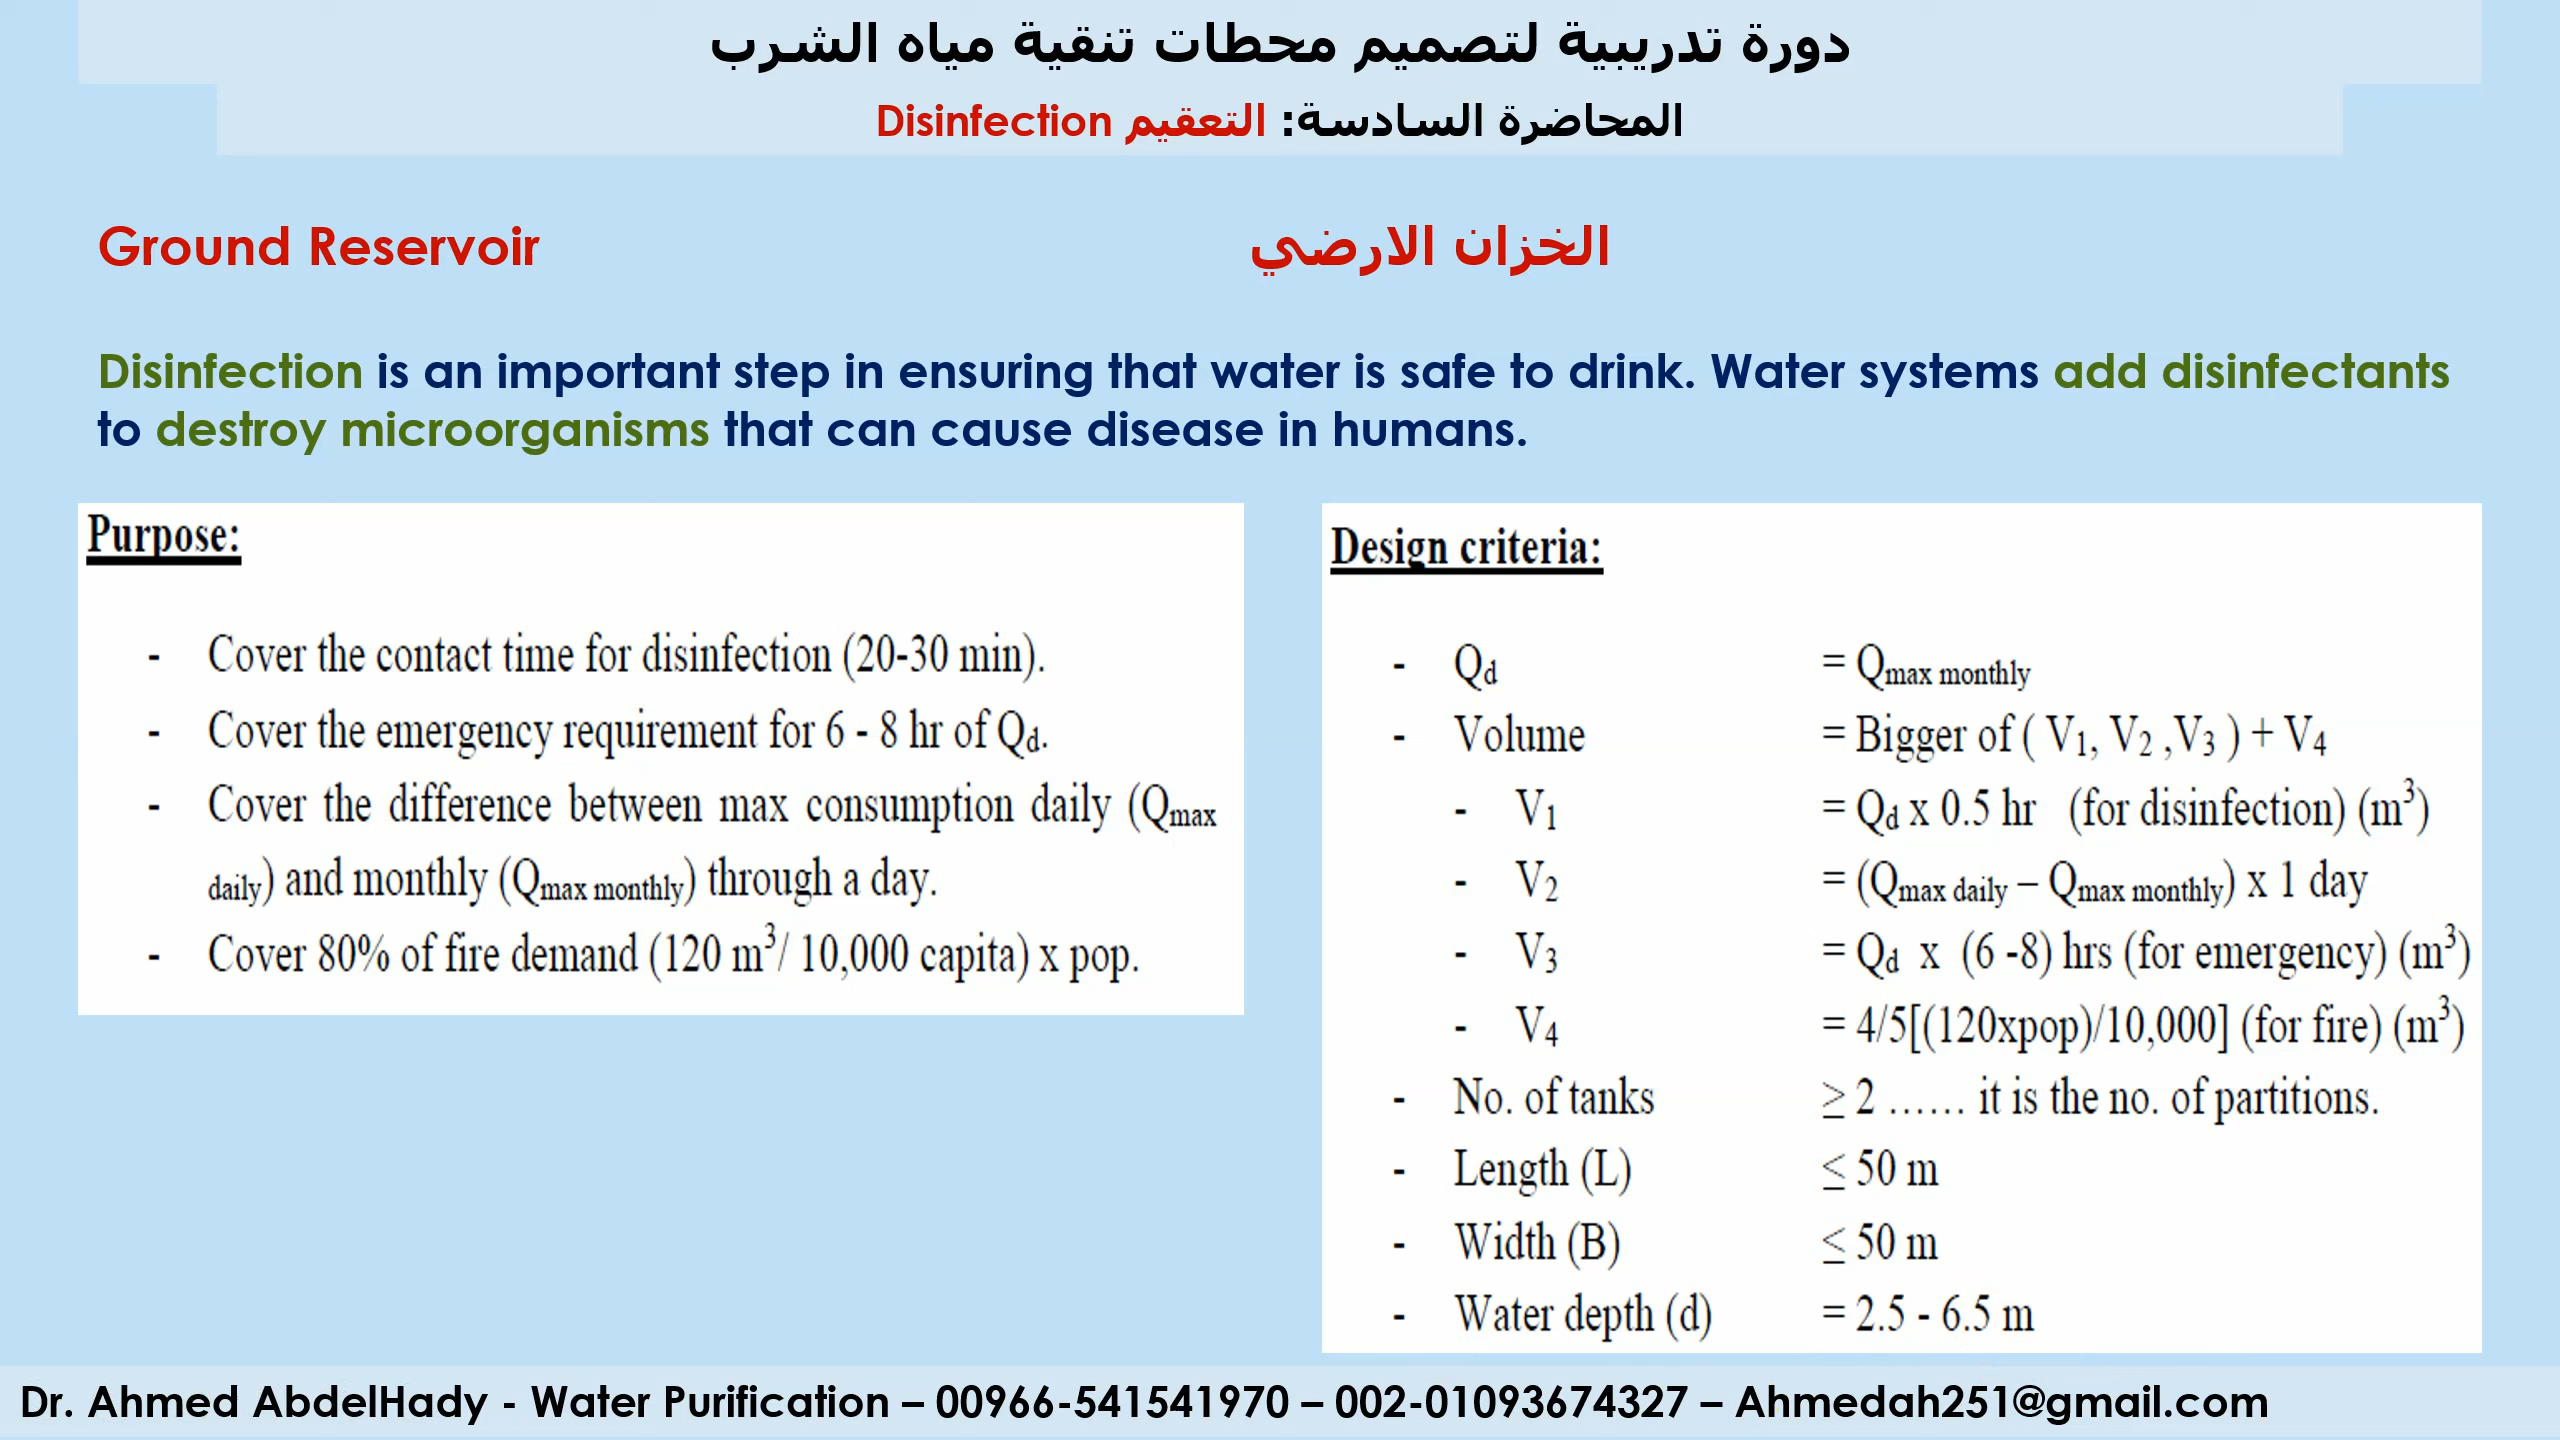 دورة تدريبية لتصميم محطات تنقية مياه الشرب
المحاضرة السادسة: التعقيم Disinfection
Ground Reservoir الخزان الارضي
Disinfection is an important step in ensuring that water is safe to drink. Water systems add disinfectants
to destroy microorganisms that can cause disease in humans.
Purpose:
- Cover the contact time for disinfection (20-30 min).
- Cover the emergency requirement for 6 - 8 hr of Qd.
- Cover the difference between max consumption daily (Qmax
daily) and monthly (Qmax monthly) through a day.
- Cover 80% of fire demand (120 m³/ 10,000 capita) x pop.
Design criteria:
- Qd = Qmax monthly
- Volume = Bigger of ( V1, V2 ,V3 ) + V4
- V1 = Qd x 0.5 hr (for disinfection) (m³)
- V2 = (Qmax daily – Qmax monthly) x 1 day
- V3 = Qd x (6 -8) hrs (for emergency) (m³)
- V4 = 4/5[(120xpop)/10,000] (for fire) (m³)
- No. of tanks ≥ 2 …… it is the no. of partitions.
- Length (L) ≤ 50 m
- Width (B) ≤ 50 m
- Water depth (d) = 2.5 - 6.5 m
Dr. Ahmed AbdelHady - Water Purification – 00966-541541970 – 002-01093674327 – Ahmedah251@gmail.com